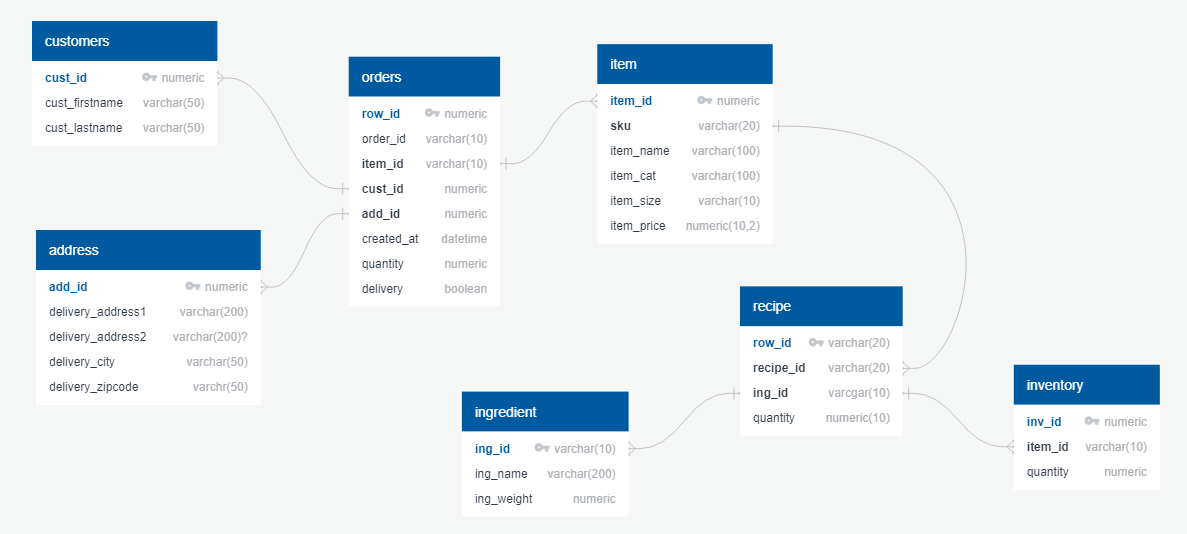 customers
cust_id numeric
cust_firstname varchar(50)
cust_lastname varchar(50)
orders
row_id numeric
order_id varchar(10)
item_id varchar(10)
cust_id numeric
add_id numeric
created_at datetime
quantity numeric
delivery boolean
item
item_id numeric
sku varchar(20)
item_name varchar(100)
item_cat varchar(100)
item_size varchar(10)
item_price numeric(10,2)
address
add_id numeric
delivery_address1 varchar(200)
delivery_address2 varchar(200)?
delivery_city varchar(50)
delivery_zipcode varchr(50)
recipe
row_id varchar(20)
recipe_id varchar(20)
ing_id varcgar(10)
quantity numeric(10)
ingredient
ing_id varchar(10)
ing_name varchar(200)
ing_weight numeric
inventory
inv_id numeric
item_id varchar(10)
quantity numeric